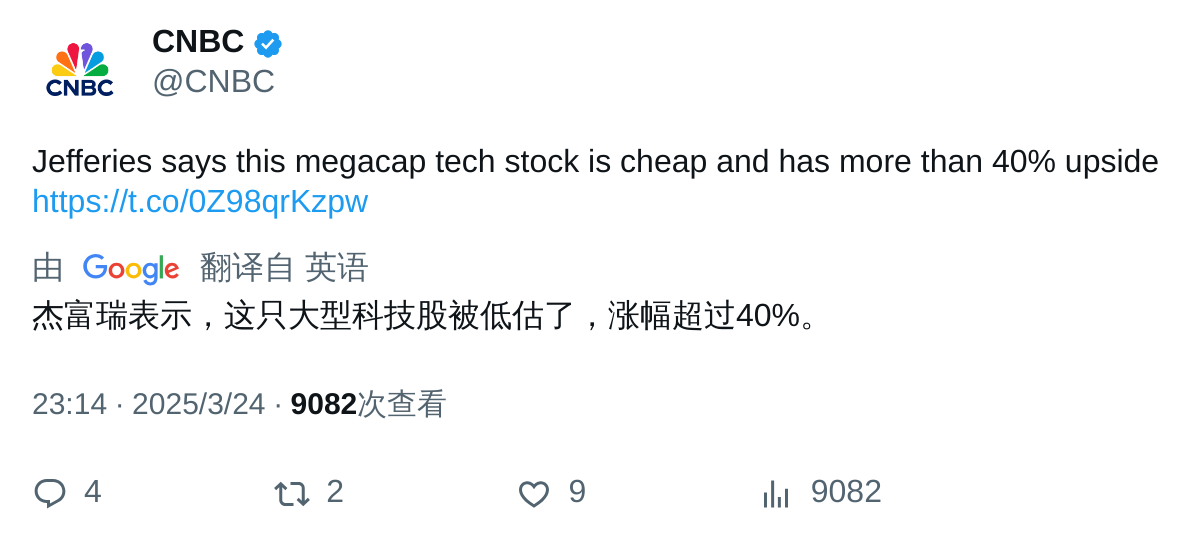 CNBC
CNBC
@CNBC
Jefferies says this megacap tech stock is cheap and has more than 40% upside
https://t.co/0Z98qrKzpw
由 Google 翻译自 英语
杰富瑞表示，这只大型科技股被低估了，涨幅超过40%。
23:14 · 2025/3/24 · 9082次查看
4 2 9 9082